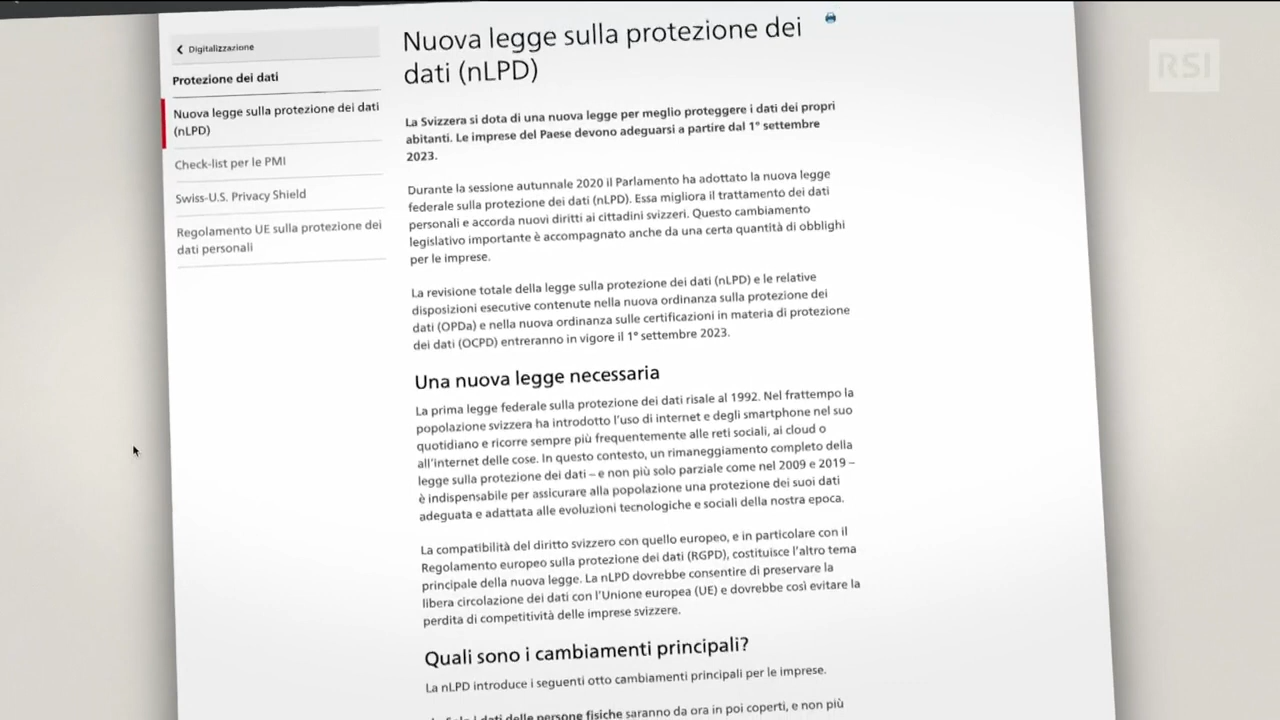 Digitalizzazione
Protezione dei dati
Nuova legge sulla protezione dei dati
(nLPD)
Check-list per le PMI
Swiss-U.S. Privacy Shield
Regolamento UE sulla protezione dei
dati personali
Nuova legge sulla protezione dei
dati (nLPD)
La Svizzera si dota di una nuova legge per meglio proteggere i dati dei propri
abitanti. Le imprese del Paese devono adeguarsi a partire dal 1° settembre
2023.
Durante la sessione autunnale 2020 il Parlamento ha adottato la nuova legge
federale sulla protezione dei dati (nLPD). Essa migliora il trattamento dei dati
personali e accorda nuovi diritti ai cittadini svizzeri. Questo cambiamento
legislativo importante è accompagnato anche da una certa quantità di obblighi
per le imprese.
La revisione totale della legge sulla protezione dei dati (nLPD) e le relative
disposizioni esecutive contenute nella nuova ordinanza sulla protezione dei
dati (OPDa) e nella nuova ordinanza sulle certificazioni in materia di protezione
dei dati (OCPD) entreranno in vigore il 1° settembre 2023.
Una nuova legge necessaria
La prima legge federale sulla protezione dei dati risale al 1992. Nel frattempo la
popolazione svizzera ha introdotto l'uso di internet e degli smartphone nel suo
quotidiano e ricorre sempre più frequentemente alle reti sociali, ai cloud o
all'internet delle cose. In questo contesto, un rimaneggiamento completo della
legge sulla protezione dei dati – e non più solo parziale come nel 2009 e 2019 –
è indispensabile per assicurare alla popolazione una protezione dei suoi dati
adeguata e adattata alle evoluzioni tecnologiche e sociali della nostra epoca.
La compatibilità del diritto svizzero con quello europeo, e in particolare con il
Regolamento europeo sulla protezione dei dati (RGPD), costituisce l'altro tema
principale della nuova legge. La nLPD dovrebbe consentire di preservare la
libera circolazione dei dati con l'Unione europea (UE) e dovrebbe così evitare la
perdita di competitività delle imprese svizzere.
Quali sono i cambiamenti principali?
La nLPD introduce i seguenti otto cambiamenti principali per le imprese.
i dati delle persone fisiche saranno da ora in poi coperti, e non più
RSI